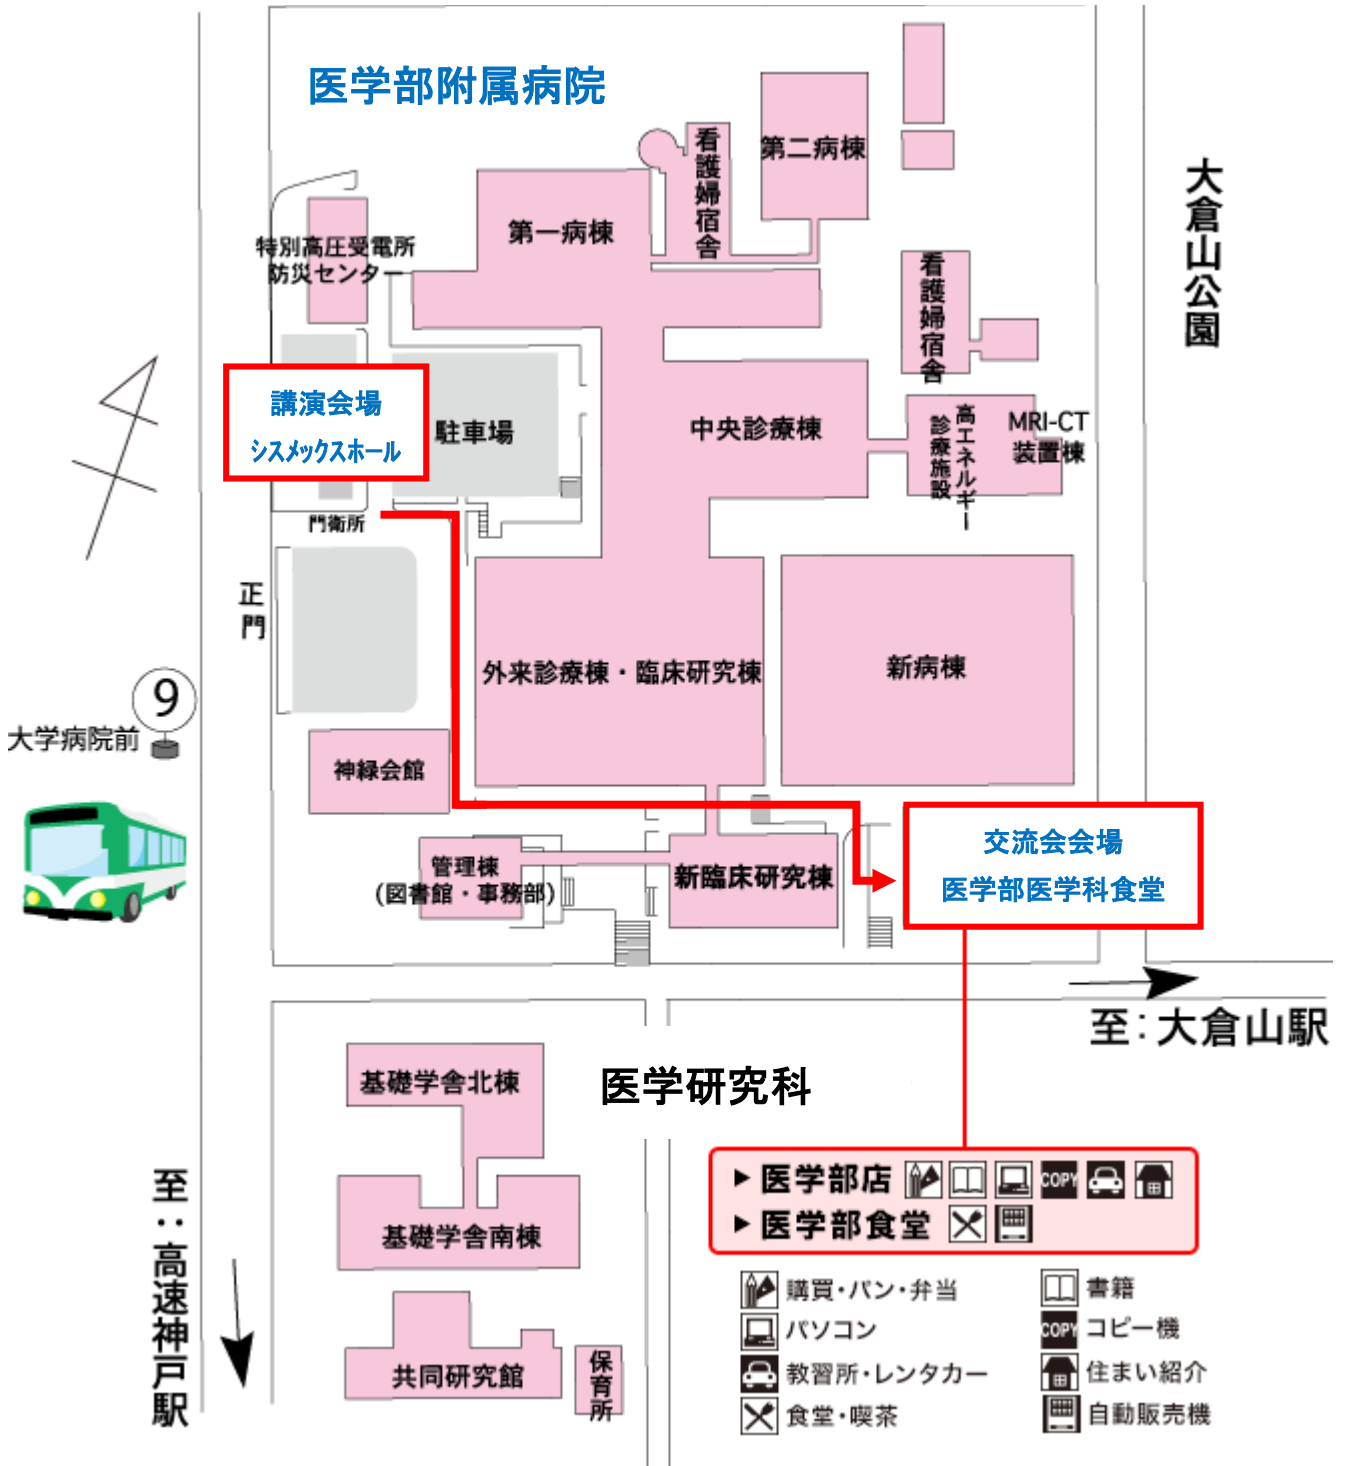 医学部附属病院
看護婦宿舎
第二病棟
第一病棟
大倉山公園
特別高圧受電所
防災センター
看護婦宿舎
講演会場
シスメックスホール
駐車場
中央診療棟
高エネルギー
診療施設
MRI-CT
装置棟
門衛所
正門
外来診療棟・臨床研究棟
新病棟
9
大学病院前
神緑会館
交流会会場
医学部医学科食堂
管理棟
(図書館・事務部)
新臨床研究棟
至：大倉山駅
医学研究科
基礎学舎北棟
基礎学舎南棟
共同研究館
保育所
至：高速神戸駅
▶医学部店 COPY
▶医学部食堂
購買・パン・弁当
書籍
パソコン
COPY コピー機
教習所・レンタカー
住まい紹介
食堂・喫茶
自動販売機